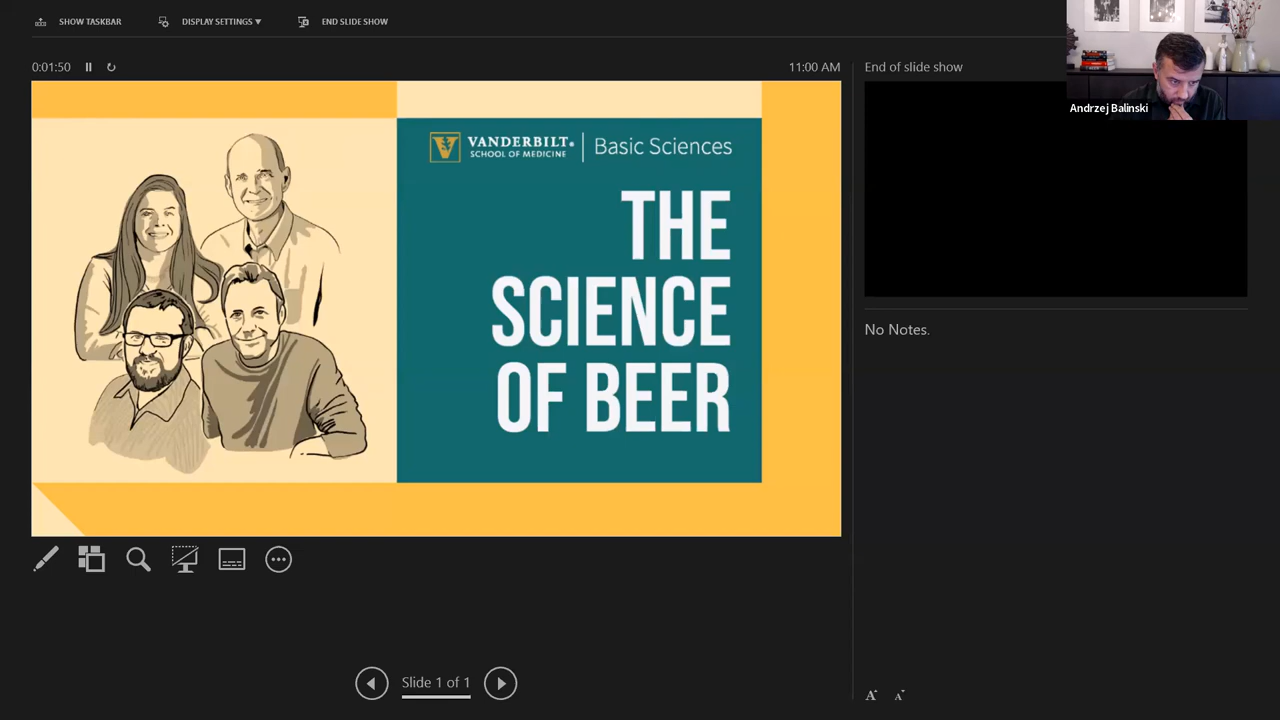 SHOW TASKBAR
DISPLAY SETTINGS ▼
END SLIDE SHOW
0:01:50
11:00 AM
End of slide show
Andrzej Balinski
VANDERBILT
SCHOOL OF MEDICINE
Basic Sciences
THE
SCIENCE
OF BEER
No Notes.
Slide 1 of 1
A
A